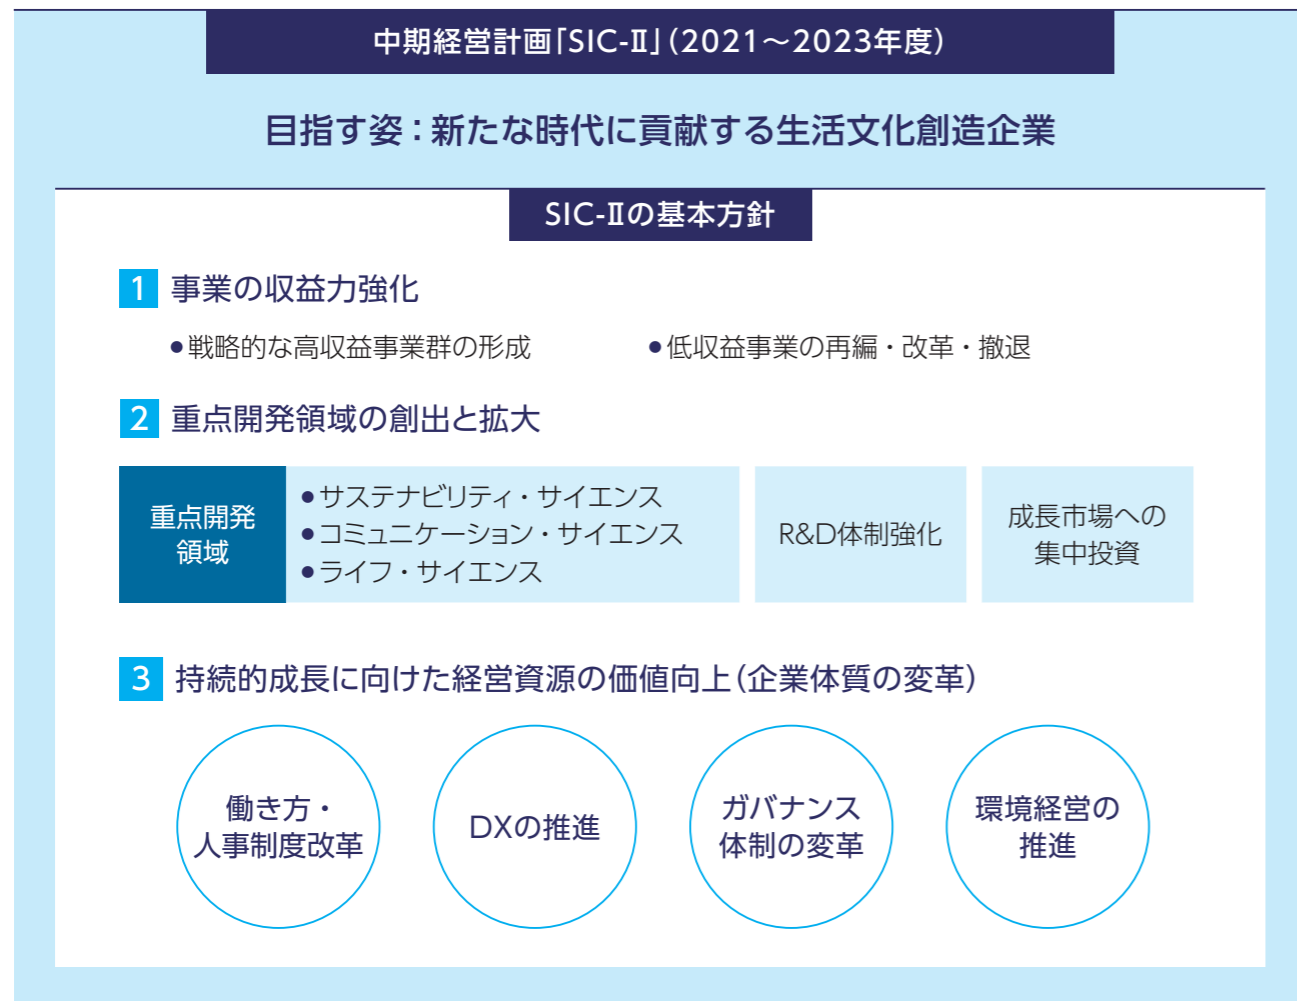 中期経営計画｢SIC-Ⅱ｣（2021～2023年度）
目指す姿：新たな時代に貢献する生活文化創造企業
SIC-Ⅱの基本方針
1 事業の収益力強化
●戦略的な高収益事業群の形成 ●低収益事業の再編・改革・撤退
2 重点開発領域の創出と拡大
重点開発
領域
●サステナビリティ・サイエンス
●コミュニケーション・サイエンス
●ライフ・サイエンス
R&D体制強化
成長市場への
集中投資
3 持続的成長に向けた経営資源の価値向上（企業体質の変革）
働き方・
人事制度改革
DXの推進
ガバナンス
体制の変革
環境経営の
推進